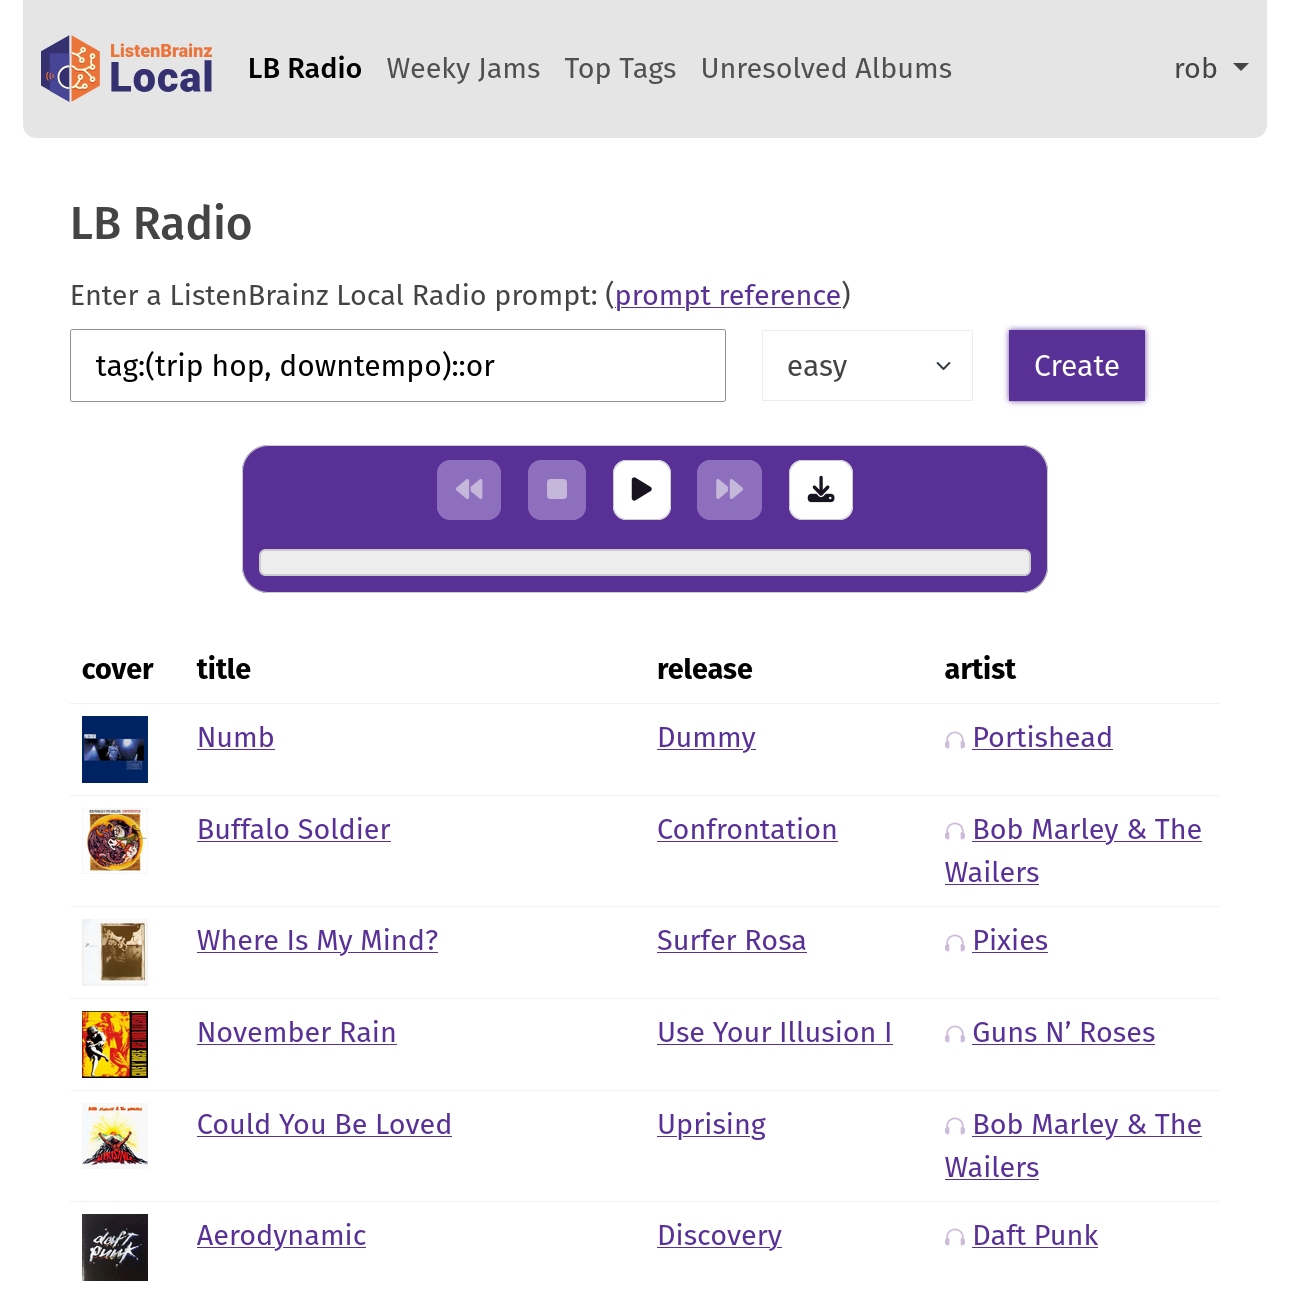 ListenBrainz
Local
LB Radio Weeky Jams Top Tags Unresolved Albums rob
LB Radio
Enter a ListenBrainz Local Radio prompt: (prompt reference)
tag:(trip hop, downtempo)::or easy Create
cover title release artist
Numb Dummy Portishead
Buffalo Soldier Confrontation Bob Marley & The
Wailers
Where Is My Mind? Surfer Rosa Pixies
November Rain Use Your Illusion I Guns N’ Roses
Could You Be Loved Uprising Bob Marley & The
Wailers
Aerodynamic Discovery Daft Punk
daft
punk